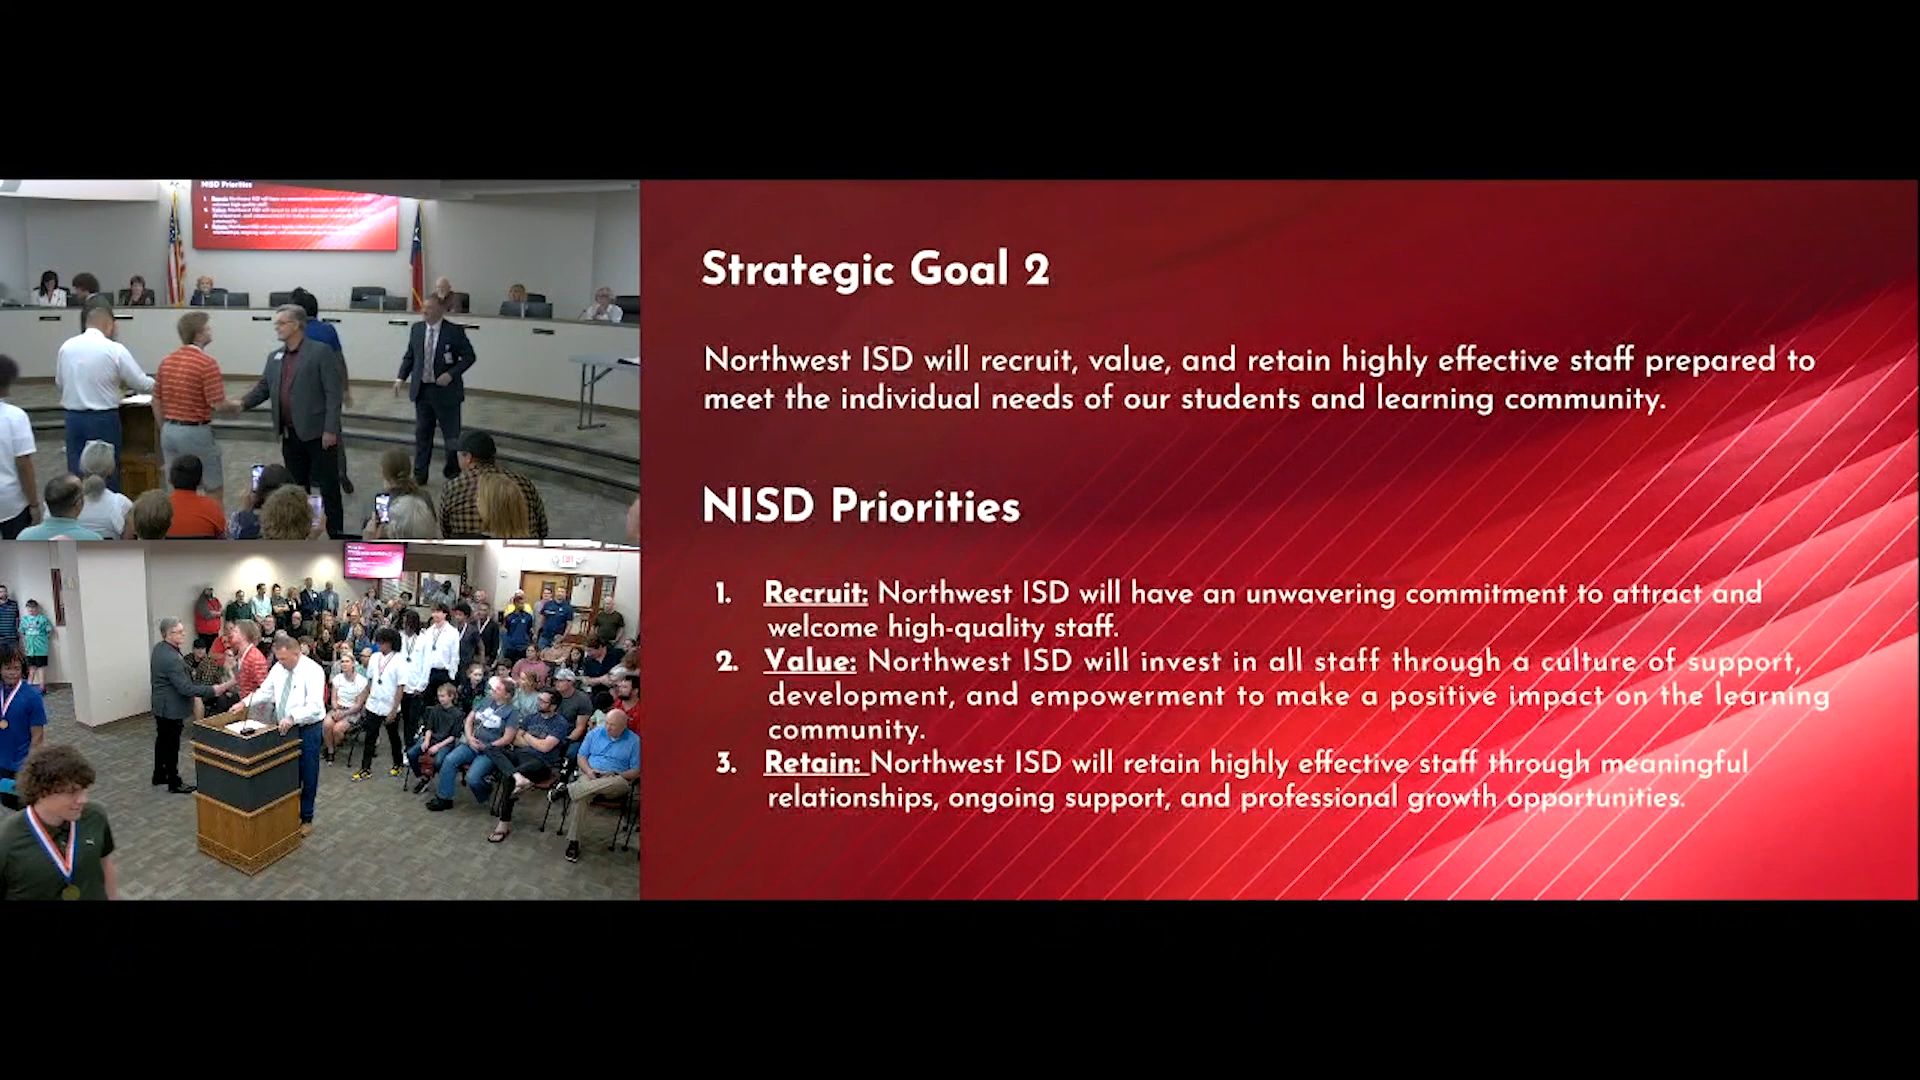 NISD Priorities
Strategic Goal 2
Northwest ISD will recruit, value, and retain highly effective staff prepared to
meet the individual needs of our students and learning community.
NISD Priorities
1. Recruit: Northwest ISD will have an unwavering commitment to attract and
welcome high-quality staff.
2. Value: Northwest ISD will invest in all staff through a culture of support,
development, and empowerment to make a positive impact on the learning
community.
3. Retain: Northwest ISD will retain highly effective staff through meaningful
relationships, ongoing support, and professional growth opportunities.
EXIT